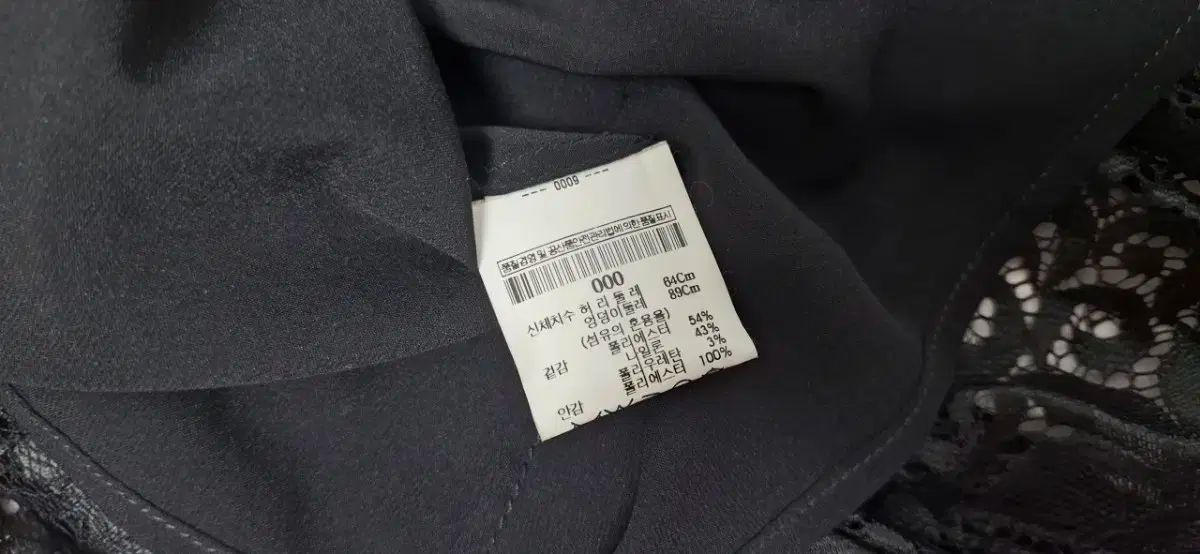 --- 0009 ---
품질경영 및 공산품안전관리법에 의한 품질표시
000
신체치수 허리둘레 64Cm
엉덩이둘레 89Cm
(섬유의 혼용율)
겉감 폴리에스터 54%
나일론 43%
폴리우레탄 3%
안감 폴리에스터 100%